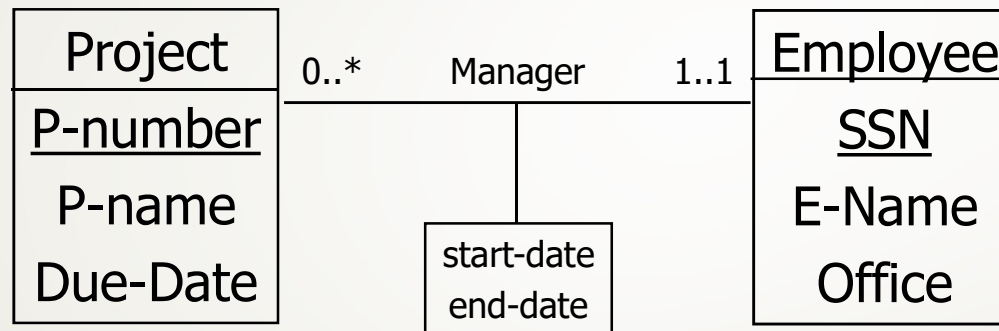 Project
P-number
P-name
Due-Date
0..* Manager 1..1
start-date
end-date
Employee
SSN
E-Name
Office